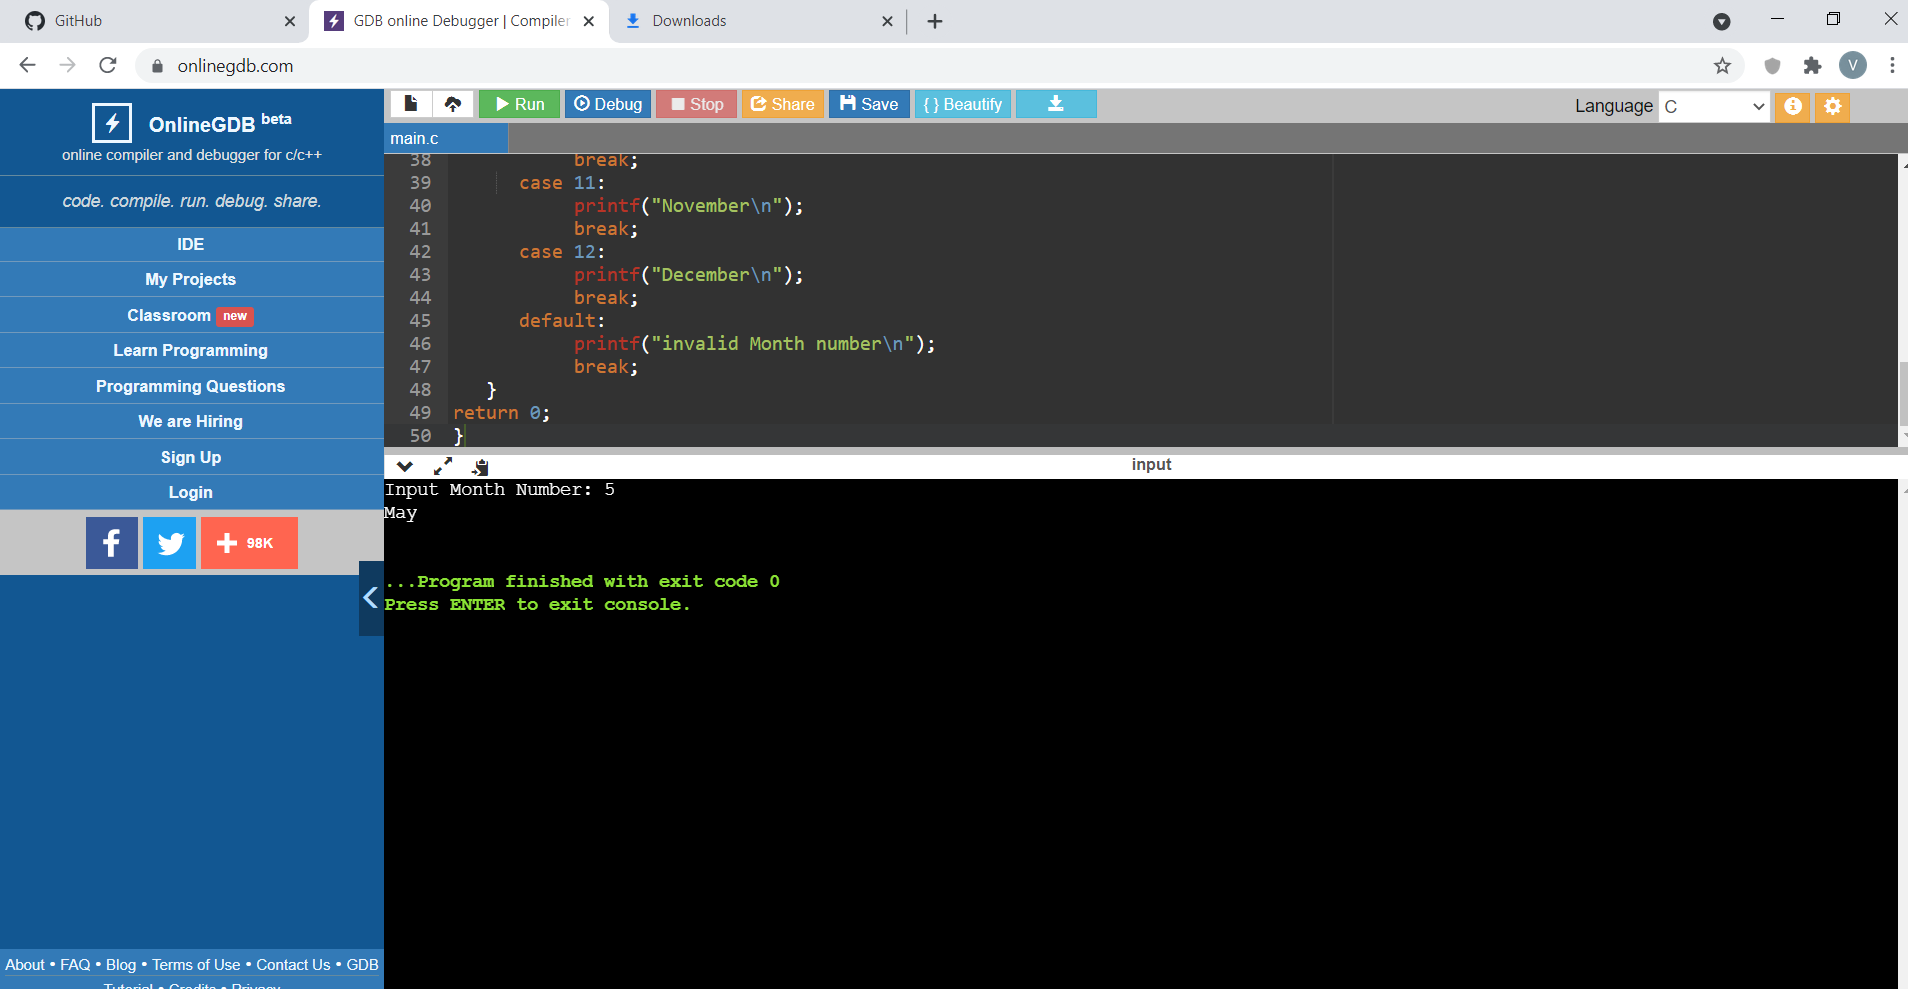 GitHub
GDB online Debugger | Compiler
Downloads
onlinegdb.com
V
OnlineGDB beta
online compiler and debugger for c/c++
code. compile. run. debug. share.
IDE
My Projects
Classroom new
Learn Programming
Programming Questions
We are Hiring
Sign Up
Login
98K
About • FAQ • Blog • Terms of Use • Contact Us • GDB
Tutorial • Credits • Privacy
Run Debug Stop Share Save { } Beautify
Language C
main.c
38 break;
39 case 11:
40 printf("November\n");
41 break;
42 case 12:
43 printf("December\n");
44 break;
45 default:
46 printf("invalid Month number\n");
47 break;
48 }
49 return 0;
50 }
input
Input Month Number: 5
May
...Program finished with exit code 0
Press ENTER to exit console.